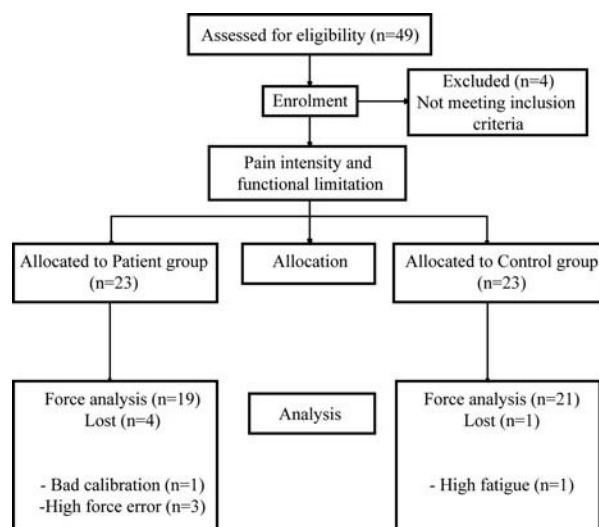 Assessed for eligibility (n=49)
Excluded (n=4)
Not meeting inclusion
criteria
Enrolment
Pain intensity and
functional limitation
Allocated to Patient group
(n=23)
Allocation
Allocated to Control group
(n=23)
Force analysis (n=19)
Lost (n=4)
- Bad calibration (n=1)
-High force error (n=3)
Analysis
Force analysis (n=21)
Lost (n=1)
- High fatigue (n=1)